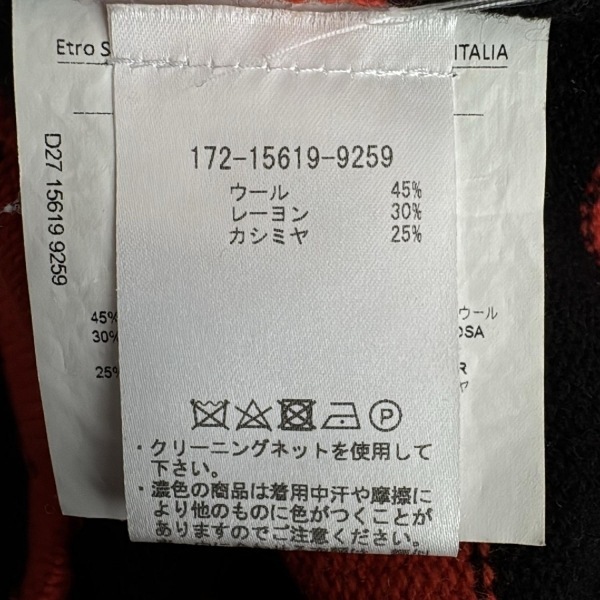 Etro S
ITALIA
D27 15619 9259
172-15619-9259
ウール 45%
レーヨン 30%
カシミヤ 25%
45%
30%
25%
ウール
OSA
R
ヤ
P
・クリーニングネットを使用して
下さい。
・濃色の商品は着用中汗や摩擦に
より他のものに色がつくことが
ありますのでご注意ください。